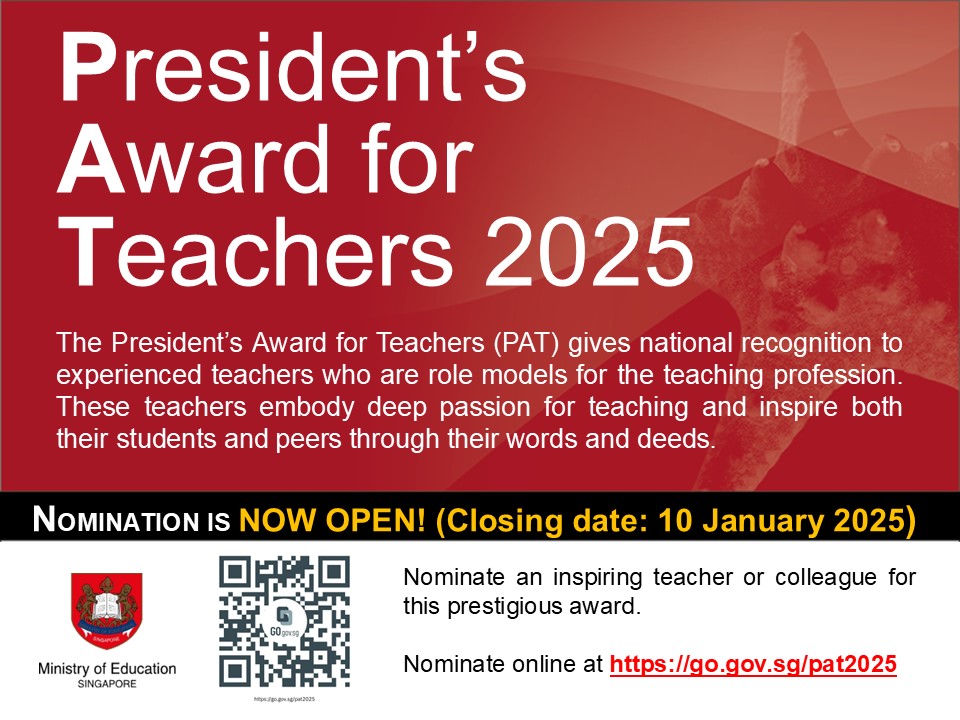 President’s
Award for
Teachers 2025
The President’s Award for Teachers (PAT) gives national recognition to
experienced teachers who are role models for the teaching profession.
These teachers embody deep passion for teaching and inspire both
their students and peers through their words and deeds.
NOMINATION IS NOW OPEN! (Closing date: 10 January 2025)
SINGAPORE
Ministry of Education
SINGAPORE
GOgovsg
https://go.gov.sg/pat2025
Nominate an inspiring teacher or colleague for
this prestigious award.
Nominate online at https://go.gov.sg/pat2025